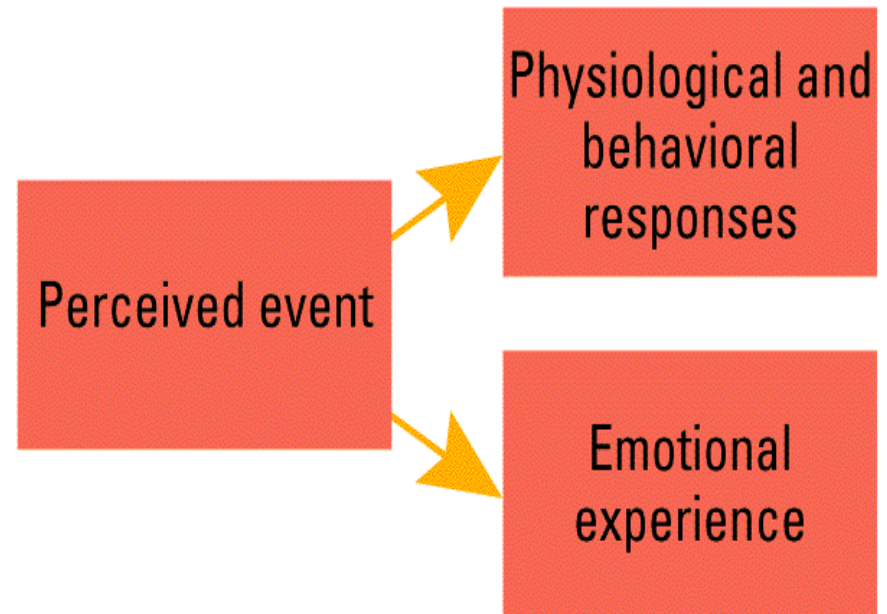 Perceived event
Physiological and
behavioral
responses
Emotional
experience